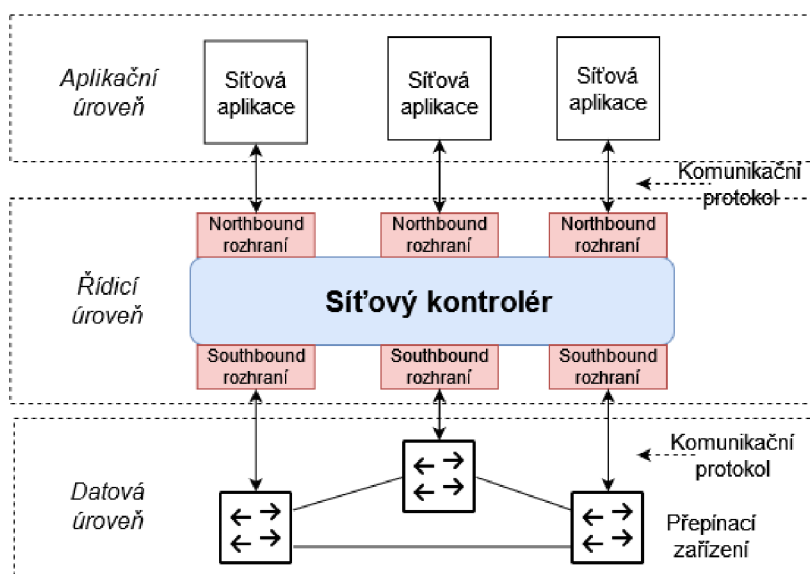 Aplikační
úroveň
Síťová
aplikace
Síťová
aplikace
Síťová
aplikace
Komunikační
protokol
Řídicí
úroveň
Northbound
rozhraní
Northbound
rozhraní
Northbound
rozhraní
Síťový kontrolér
Southbound
rozhraní
Southbound
rozhraní
Southbound
rozhraní
Datová
úroveň
Komunikační
protokol
Přepínací
zařízení